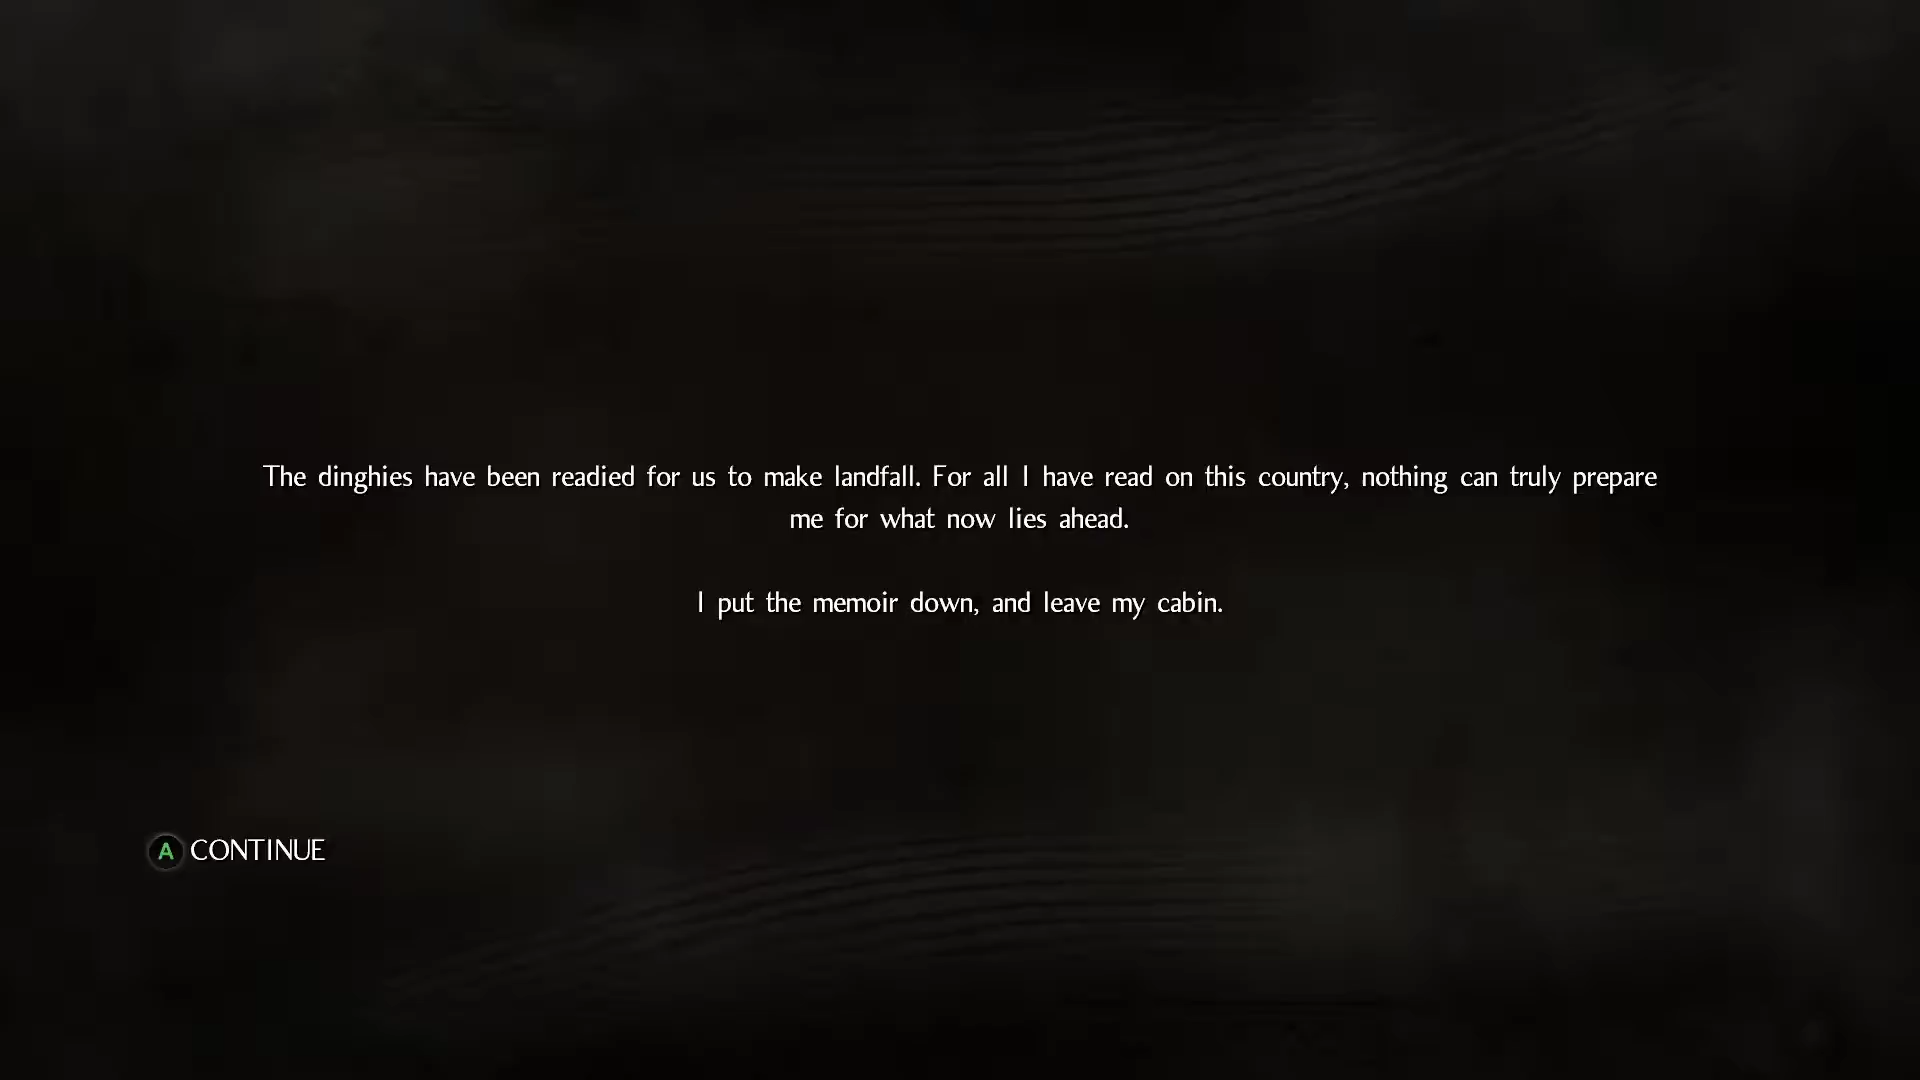 The dinghies have been readied for us to make landfall. For all I have read on this country, nothing can truly prepare
me for what now lies ahead.
I put the memoir down, and leave my cabin.
A CONTINUE